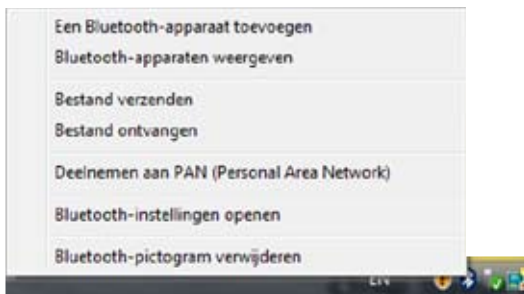 Een Bluetooth-apparaat toevoegen
Bluetooth-apparaten weergeven
Bestand verzenden
Bestand ontvangen
Deelnemen aan PAN (Personal Area Network)
Bluetooth-instellingen openen
Bluetooth-pictogram verwijderen
EN